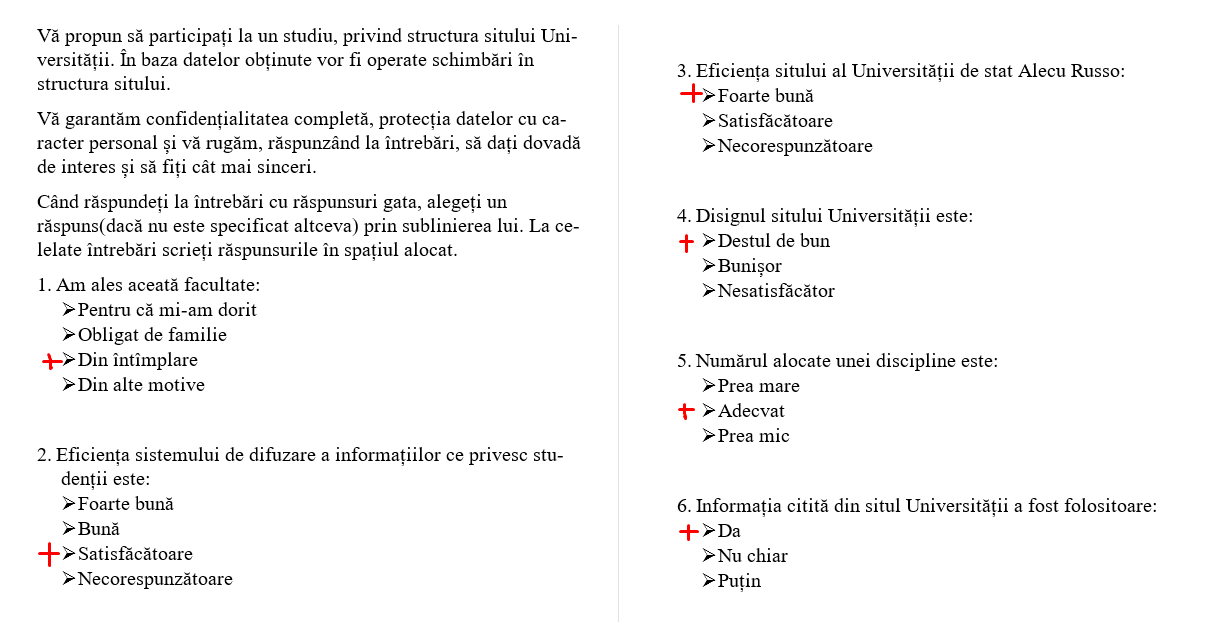 Vă propun să participați la un studiu, privind structura sitului Uni-
versității. În baza datelor obținute vor fi operate schimbări în
structura sitului.
Vă garantăm confidențialitatea completă, protecția datelor cu ca-
racter personal și vă rugăm, răspunzând la întrebări, să dați dovadă
de interes și să fiți cât mai sinceri.
Când răspundeți la întrebări cu răspunsuri gata, alegeți un
răspuns(dacă nu este specificat altceva) prin sublinierea lui. La ce-
lelate întrebări scrieți răspunsurile în spațiul alocat.
1. Am ales aceată facultate:
➢Pentru că mi-am dorit
➢Obligat de familie
+➢Din întîmplare
➢Din alte motive
2. Eficiența sistemului de difuzare a informațiilor ce privesc stu-
denții este:
➢Foarte bună
➢Bună
+➢Satisfăcătoare
➢Necorespunzătoare
3. Eficiența sitului al Universității de stat Alecu Russo:
+➢Foarte bună
➢Satisfăcătoare
➢Necorespunzătoare
4. Disignul sitului Universității este:
+ ➢Destul de bun
➢Bunișor
➢Nesatisfăcător
5. Numărul alocate unei discipline este:
➢Prea mare
+ ➢Adecvat
➢Prea mic
6. Informația citită din situl Universității a fost folositoare:
+➢Da
➢Nu chiar
➢Puțin